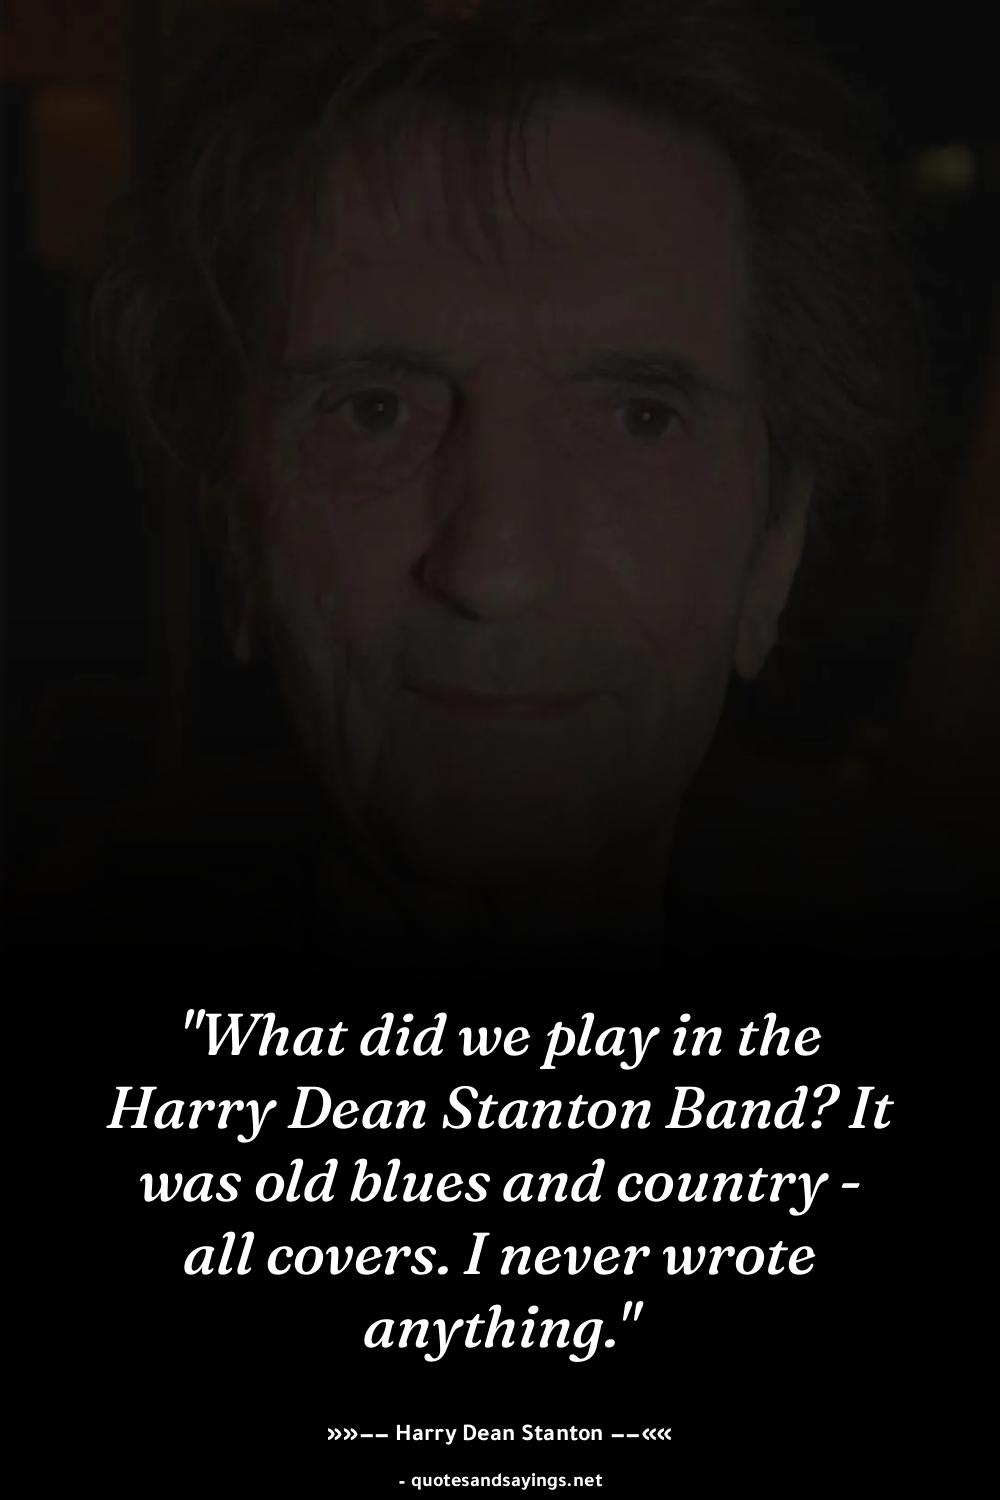 "What did we play in the
Harry Dean Stanton Band? It
was old blues and country -
all covers. I never wrote
anything."
»»–– Harry Dean Stanton ––««
- quotesandsayings.net